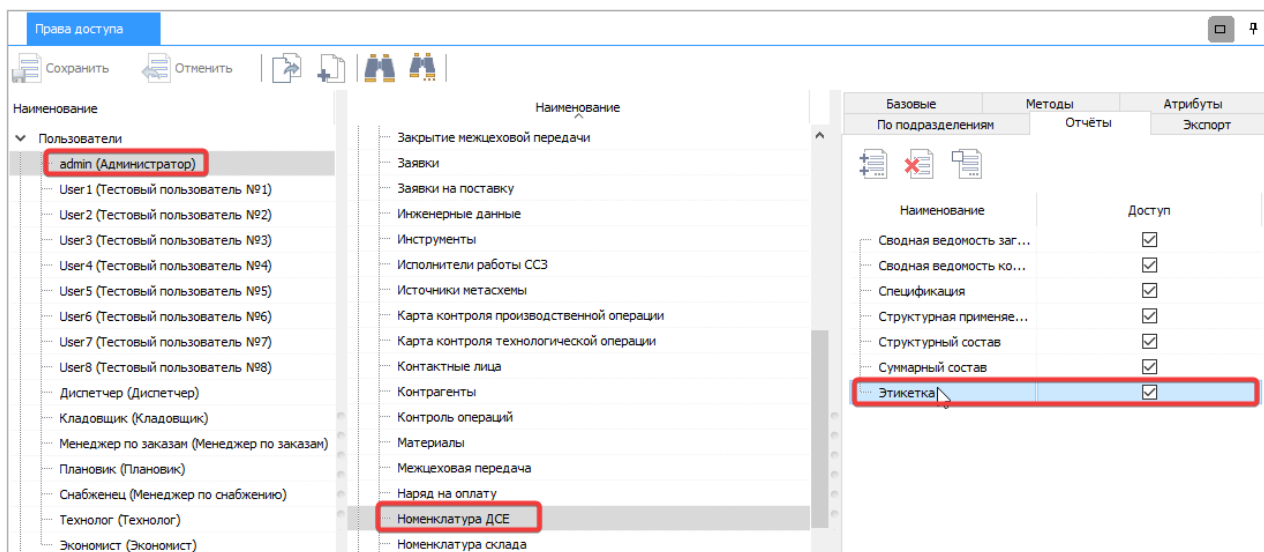 Права доступа
Сохранить
Отменить
Наименование
Пользователи
admin (Администратор)
User1 (Тестовый пользователь №1)
User2 (Тестовый пользователь №2)
User3 (Тестовый пользователь №3)
User4 (Тестовый пользователь №4)
User5 (Тестовый пользователь №5)
User6 (Тестовый пользователь №6)
User7 (Тестовый пользователь №7)
User8 (Тестовый пользователь №8)
Диспетчер (Диспетчер)
Кладовщик (Кладовщик)
Менеджер по заказам (Менеджер по заказам)
Плановик (Плановик)
Снабженец (Менеджер по снабжению)
Технолог (Технолог)
Экономист (Экономист)
Наименование
Закрытие межцеховой передачи
Заявки
Заявки на поставку
Инженерные данные
Инструменты
Исполнители работы ССЗ
Источники метасхемы
Карта контроля производственной операции
Карта контроля технологической операции
Контактные лица
Контрагенты
Контроль операций
Материалы
Межцеховая передача
Наряд на оплату
Номенклатура ДСЕ
Номенклатура склада
Базовые Методы Атрибуты
По подразделениям Отчёты Экспорт
Наименование Доступ
Сводная ведомость заг...
Сводная ведомость ко...
Спецификация
Структурная применяе...
Структурный состав
Суммарный состав
Этикетка